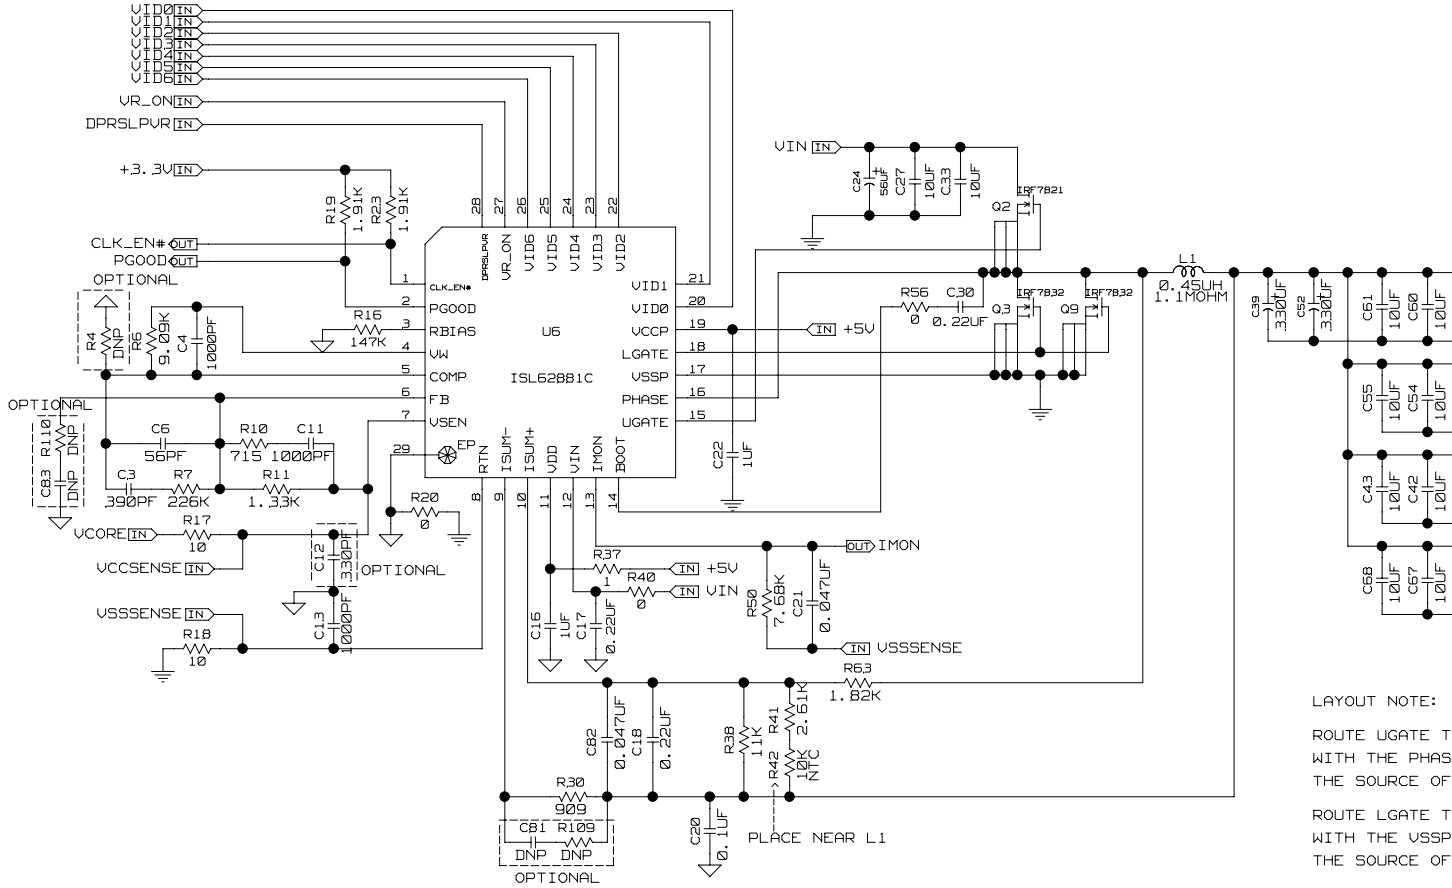 VID0 IN
VID1 IN
VID2 IN
VID3 IN
VID4 IN
VID5 IN
VID6 IN
VR_ON IN
DPRSLPVR IN
+3.3V IN
R19
1.91K
R23
1.91K
CLK_EN# OUT
PGOOD OUT
OPTIONAL
R4
DNP
R6
9.09K
C4
1000PF
R16
147K
28
27
26
25
24
23
22
DPRSLPVR
VR_ON
VID6
VID5
VID4
VID3
VID2
1
CLK_EN#
2
PGOOD
3
RBIAS
4
VW
5
COMP
6
FB
7
VSEN
29
EP
U6
ISL62881C
VID1
21
VID0
20
VCCP
19
LGATE
18
VSSP
17
PHASE
16
UGATE
15
RTN
ISUM-
ISUM+
VDD
VIN
IMON
BOOT
8
9
10
11
12
13
14
VIN IN
C24
56UF
C27
10UF
C33
10UF
IRF7821
Q2
R56
0
C30
0.22UF
IRF7832
Q3
IRF7832
Q9
L1
0.45UH
1.1MOHM
IN +5V
C22
1UF
C39
330UF
C52
330UF
C61
10UF
C60
10UF
C55
10UF
C54
10UF
C43
10UF
C42
10UF
C68
10UF
C67
10UF
OPTIONAL
R110
DNP
C83
DNP
C6
56PF
R10
715
C11
1000PF
C3
390PF
R7
226K
R11
1.33K
R20
0
VCORE IN
R17
10
VCCSENSE IN
C12
330PF
OPTIONAL
VSSSENSE IN
C13
1000PF
R18
10
OUT IMON
R37
1
IN +5V
R40
0
IN VIN
C16
1UF
C17
0.22UF
R50
7.68K
C21
0.047UF
IN VSSSENSE
R63
1.82K
C82
0.047UF
C18
0.22UF
R38
11K
R41
2.61K
R42
10K
NTC
R30
909
C81
DNP
R109
DNP
OPTIONAL
C20
0.1UF
PLACE NEAR L1
LAYOUT NOTE:
ROUTE UGATE T
WITH THE PHAS
THE SOURCE OF
ROUTE LGATE T
WITH THE VSSP
THE SOURCE OF